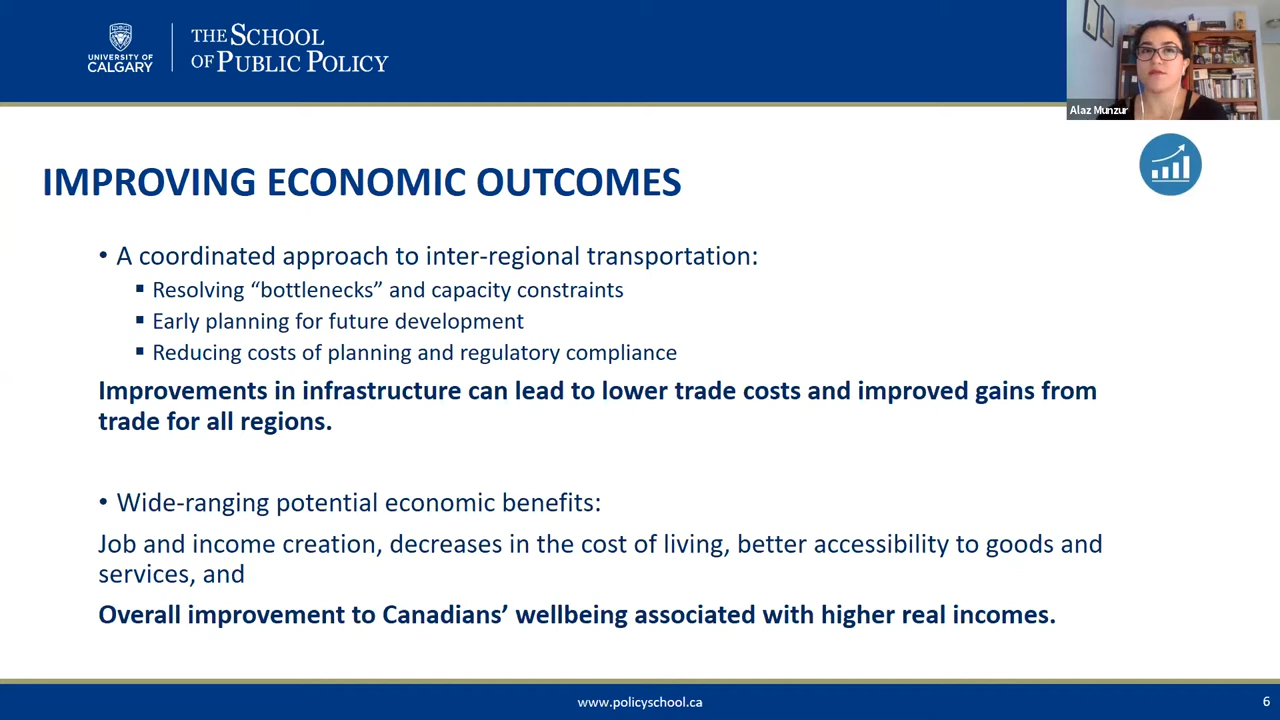 UNIVERSITY OF
CALGARY
THE SCHOOL
OF PUBLIC POLICY
Alaz Munzur
IMPROVING ECONOMIC OUTCOMES
• A coordinated approach to inter-regional transportation:
▪ Resolving “bottlenecks” and capacity constraints
▪ Early planning for future development
▪ Reducing costs of planning and regulatory compliance
Improvements in infrastructure can lead to lower trade costs and improved gains from
trade for all regions.
• Wide-ranging potential economic benefits:
Job and income creation, decreases in the cost of living, better accessibility to goods and
services, and
Overall improvement to Canadians’ wellbeing associated with higher real incomes.
www.policyschool.ca
6